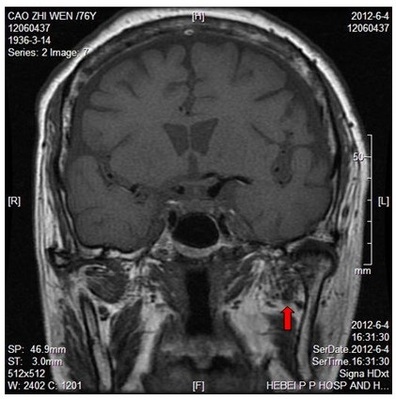 CAO ZHI WEN /76Y
12060437
1936-3-14
Series: 2 Image: 7
[H]
2012-6-4
12060437
[R]
[L]
50
mm
SP: 46.9mm
ST: 3.0mm
512x512
W: 2402 C: 1201
[F]
2012-6-4
16:31:30
SerDate.2012-6-4
SerTime.16:31:30
Signa HDxt
HEBEI P P HOSP AND H...